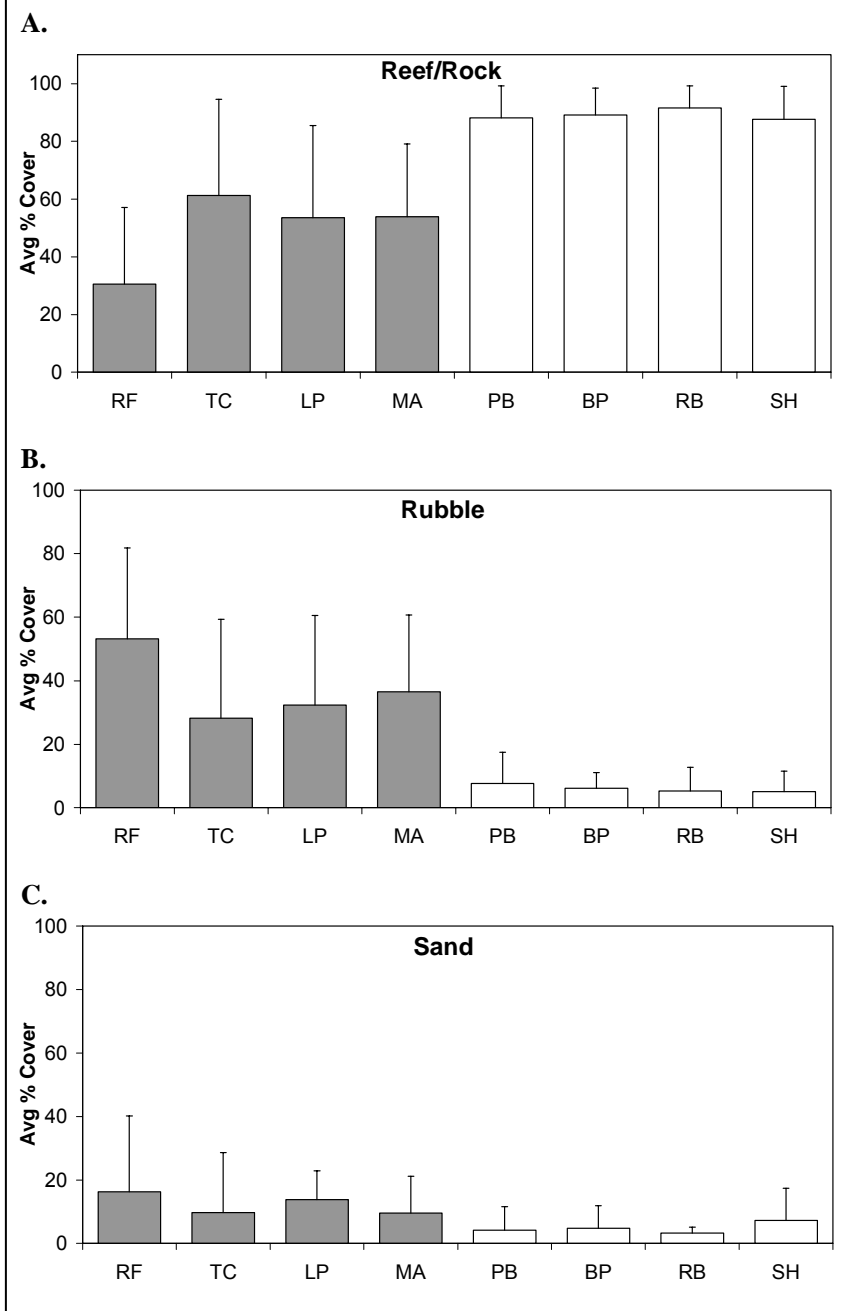 A.
Reef/Rock
Avg % Cover
100
80
60
40
20
0
RF TC LP MA PB BP RB SH
B.
Rubble
Avg % Cover
100
80
60
40
20
0
RF TC LP MA PB BP RB SH
C.
Sand
Avg % Cover
100
80
60
40
20
0
RF TC LP MA PB BP RB SH